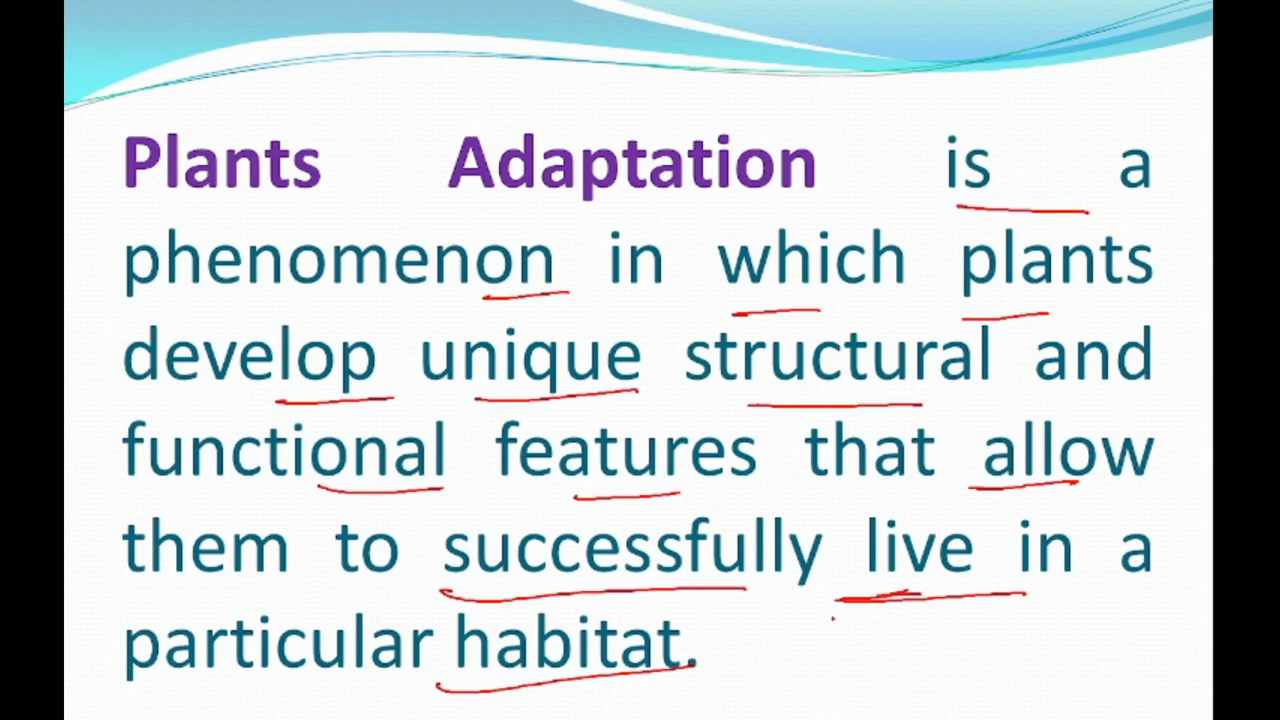 Plants Adaptation is a
phenomenon in which plants
develop unique structural and
functional features that allow
them to successfully live in a
particular habitat.